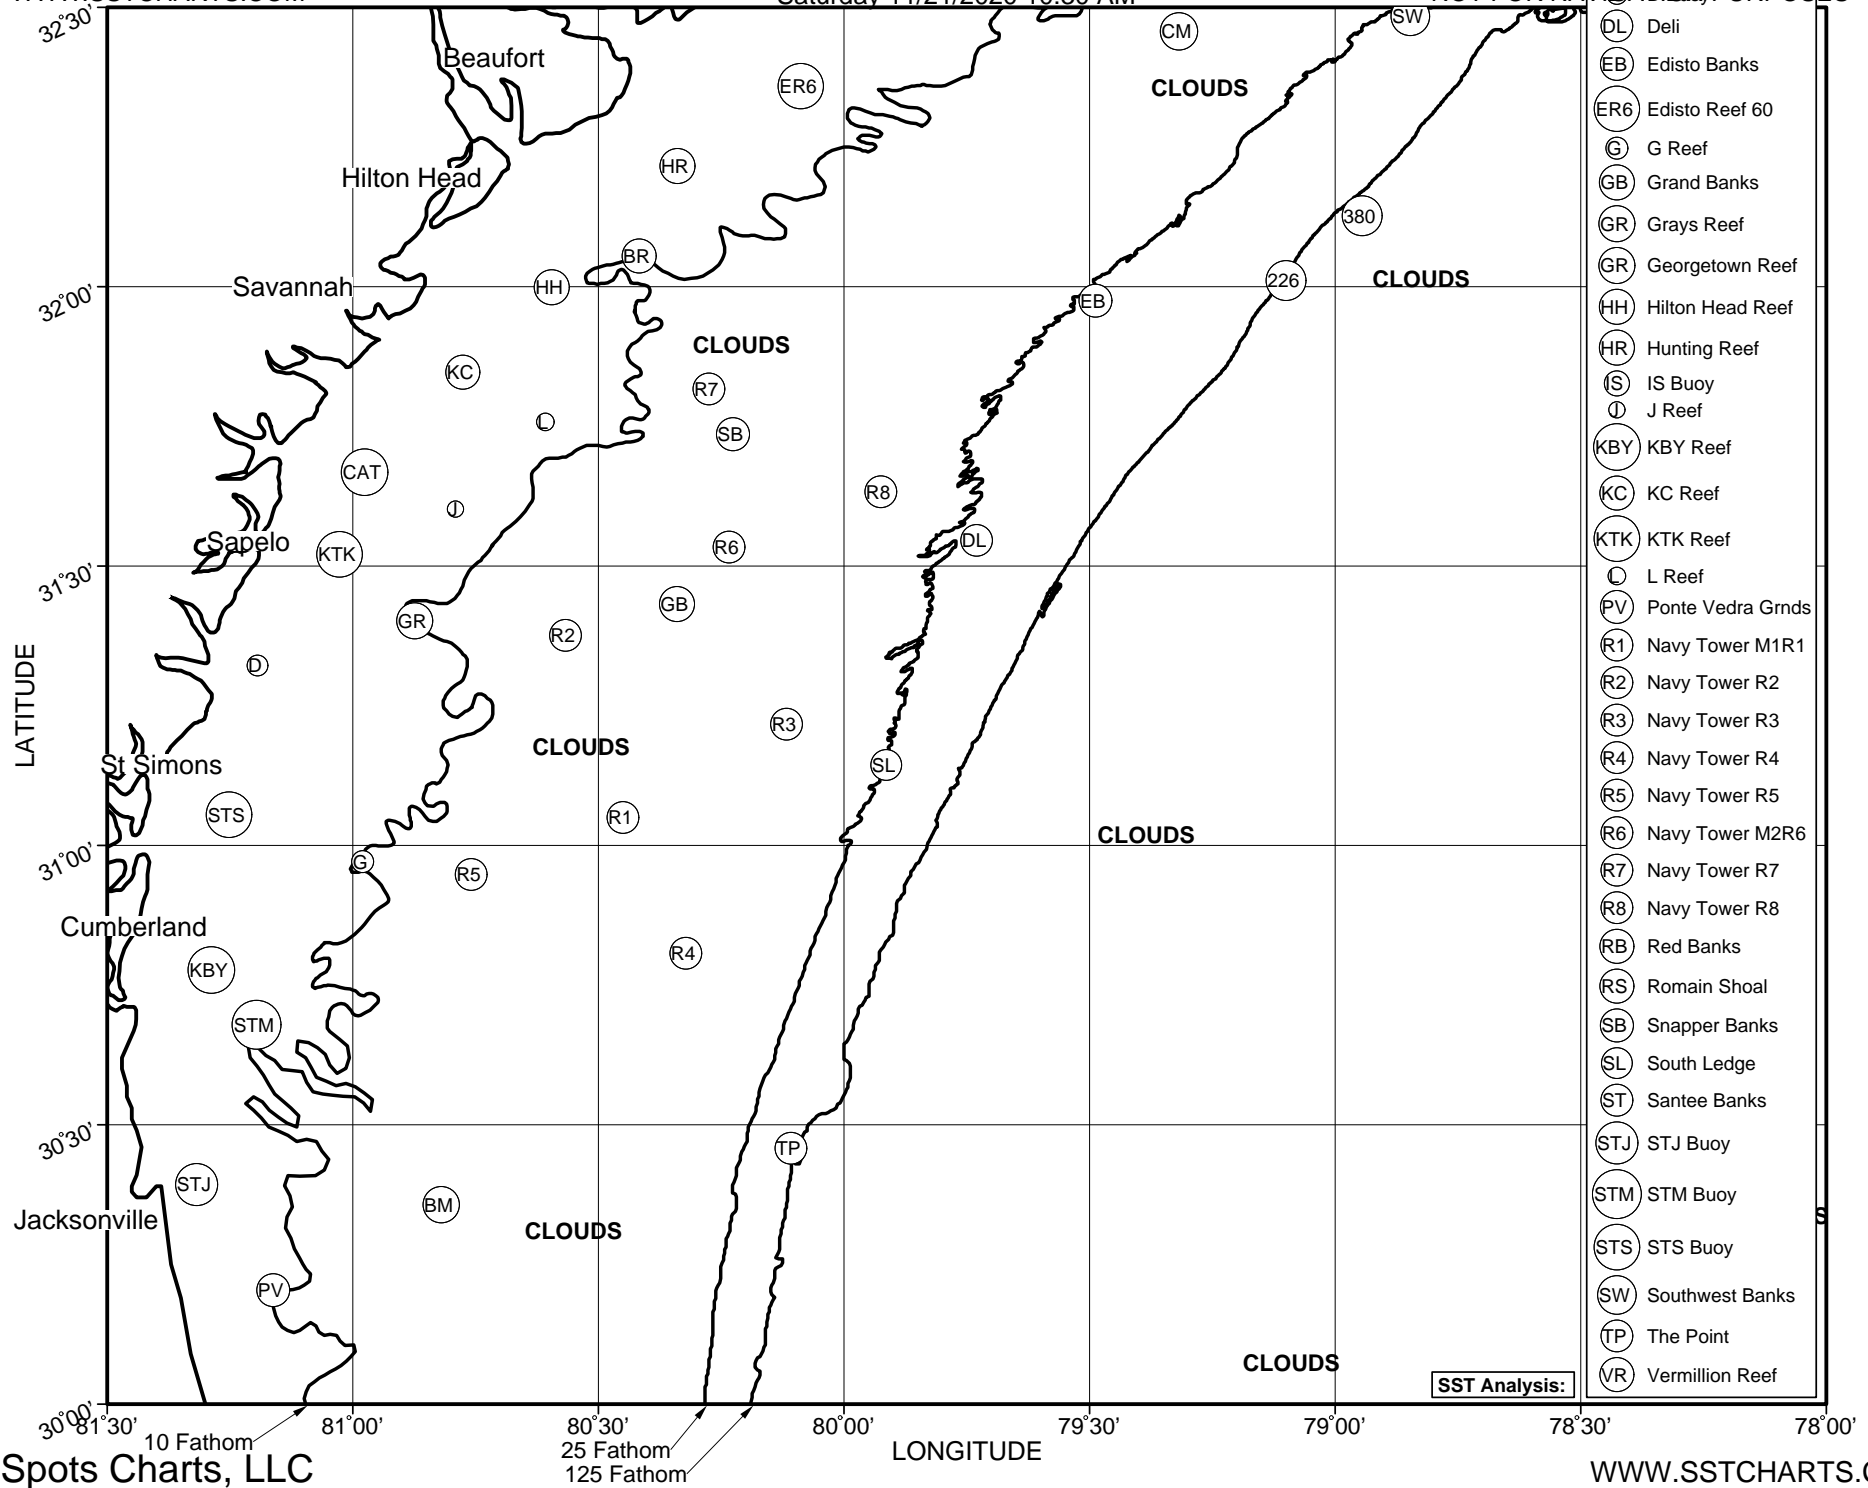 Saturday 11/21/2020 10:30 AM
32°30'
SW
CM
DL Deli
Beaufort
EB Edisto Banks
CLOUDS
ER6
ER6 Edisto Reef 60
G G Reef
HR
Hilton Head
GB Grand Banks
380
GR Grays Reef
BR
GR Georgetown Reef
Savannah
HH
226
CLOUDS
32°00'
EB
HH Hilton Head Reef
CLOUDS
HR Hunting Reef
KC
R7
IS IS Buoy
J J Reef
L
SB
KBY KBY Reef
CAT
R8
KC KC Reef
J
Sapelo
KTK
R6
DL
KTK KTK Reef
31°30'
L L Reef
GB
PV Ponte Vedra Grnds
GR
R2
R1 Navy Tower M1R1
D
R2 Navy Tower R2
LATITUDE
R3
R3 Navy Tower R3
CLOUDS
St Simons
SL
R4 Navy Tower R4
R5 Navy Tower R5
STS
R1
CLOUDS
R6 Navy Tower M2R6
31°00'
G
R5
R7 Navy Tower R7
R8 Navy Tower R8
Cumberland
R4
RB Red Banks
KBY
RS Romain Shoal
STM
SB Snapper Banks
SL South Ledge
ST Santee Banks
30°30'
TP
STJ STJ Buoy
STJ
BM
STM STM Buoy
Jacksonville
CLOUDS
S
STS STS Buoy
PV
SW Southwest Banks
TP The Point
CLOUDS
VR Vermillion Reef
SST Analysis:
30°00'
81°30'
81°00'
80°30'
80°00'
79°30'
79°00'
78°30'
78°00'
10 Fathom
25 Fathom
LONGITUDE
125 Fathom
Spots Charts, LLC
WWW.SSTCHARTS.C